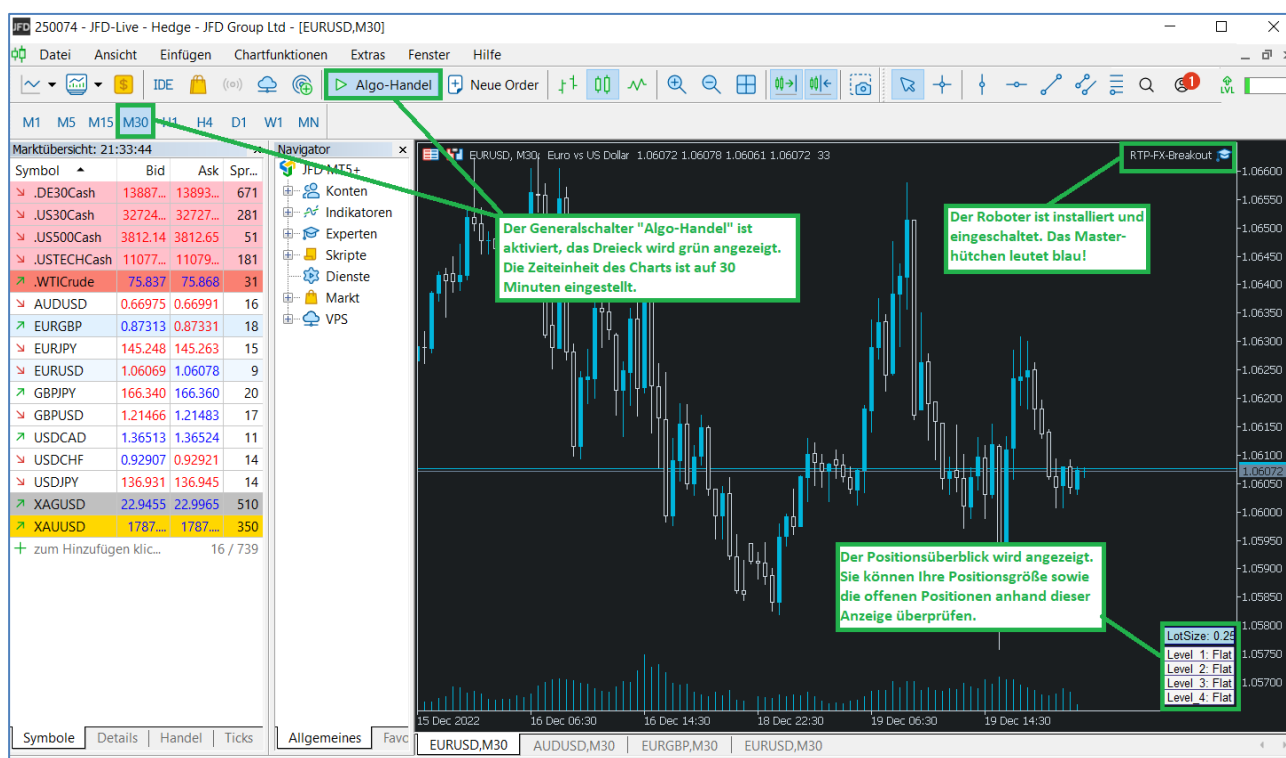 JFD 250074 - JFD-Live - Hedge - JFD Group Ltd - [EURUSD,M30]
Datei Ansicht Einfügen Chartfunktionen Extras Fenster Hilfe
IDE Algo-Handel Neue Order 1 LVL
M1 M5 M15 M30 H1 H4 D1 W1 MN
Marktübersicht: 21:33:44
Symbol Bid Ask Spr...
.DE30Cash 13887... 13893... 671
.US30Cash 32724... 32727... 281
.US500Cash 3812.14 3812.65 51
.USTECHCash 11077... 11079... 181
.WTICrude 75.837 75.868 31
AUDUSD 0.66975 0.66991 16
EURGBP 0.87313 0.87331 18
EURJPY 145.248 145.263 15
EURUSD 1.06069 1.06078 9
GBPJPY 166.340 166.360 20
GBPUSD 1.21466 1.21483 17
USDCAD 1.36513 1.36524 11
USDCHF 0.92907 0.92921 14
USDJPY 136.931 136.945 14
XAGUSD 22.9455 22.9965 510
XAUUSD 1787.... 1787.... 350
zum Hinzufügen klic... 16 / 739
Symbole Details Handel Ticks
Navigator
JFD MT5+
Konten
Indikatoren
Experten
Skripte
Dienste
Markt
VPS
Allgemeines Favc
EURUSD, M30: Euro vs US Dollar 1.06072 1.06078 1.06061 1.06072 33
RTP-FX-Breakout
Der Generalschalter "Algo-Handel" ist
aktiviert, das Dreieck wird grün angezeigt.
Die Zeiteinheit des Charts ist auf 30
Minuten eingestellt.
Der Roboter ist installiert und
eingeschaltet. Das Master-
hütchen leutet blau!
Der Positionsüberblick wird angezeigt.
Sie können Ihre Positionsgröße sowie
die offenen Positionen anhand dieser
Anzeige überprüfen.
LotSize: 0.25
Level_1: Flat
Level_2: Flat
Level_3: Flat
Level_4: Flat
1.06600
1.06550
1.06500
1.06450
1.06400
1.06350
1.06300
1.06250
1.06200
1.06150
1.06100
1.06072
1.06050
1.06000
1.05950
1.05900
1.05850
1.05800
1.05750
1.05700
15 Dec 2022 16 Dec 06:30 16 Dec 14:30 18 Dec 22:30 19 Dec 06:30 19 Dec 14:30
EURUSD,M30 AUDUSD,M30 EURGBP,M30 EURUSD,M30